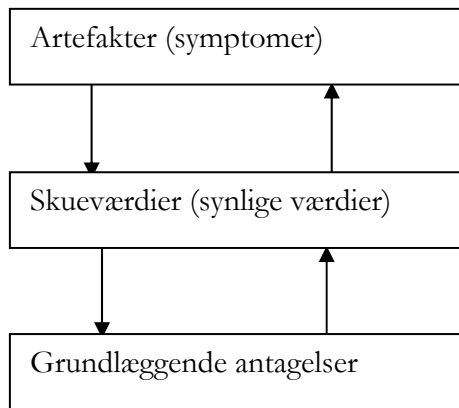 Artefakter (symptomer)
Skueværdier (synlige værdier)
Grundlæggende antagelser